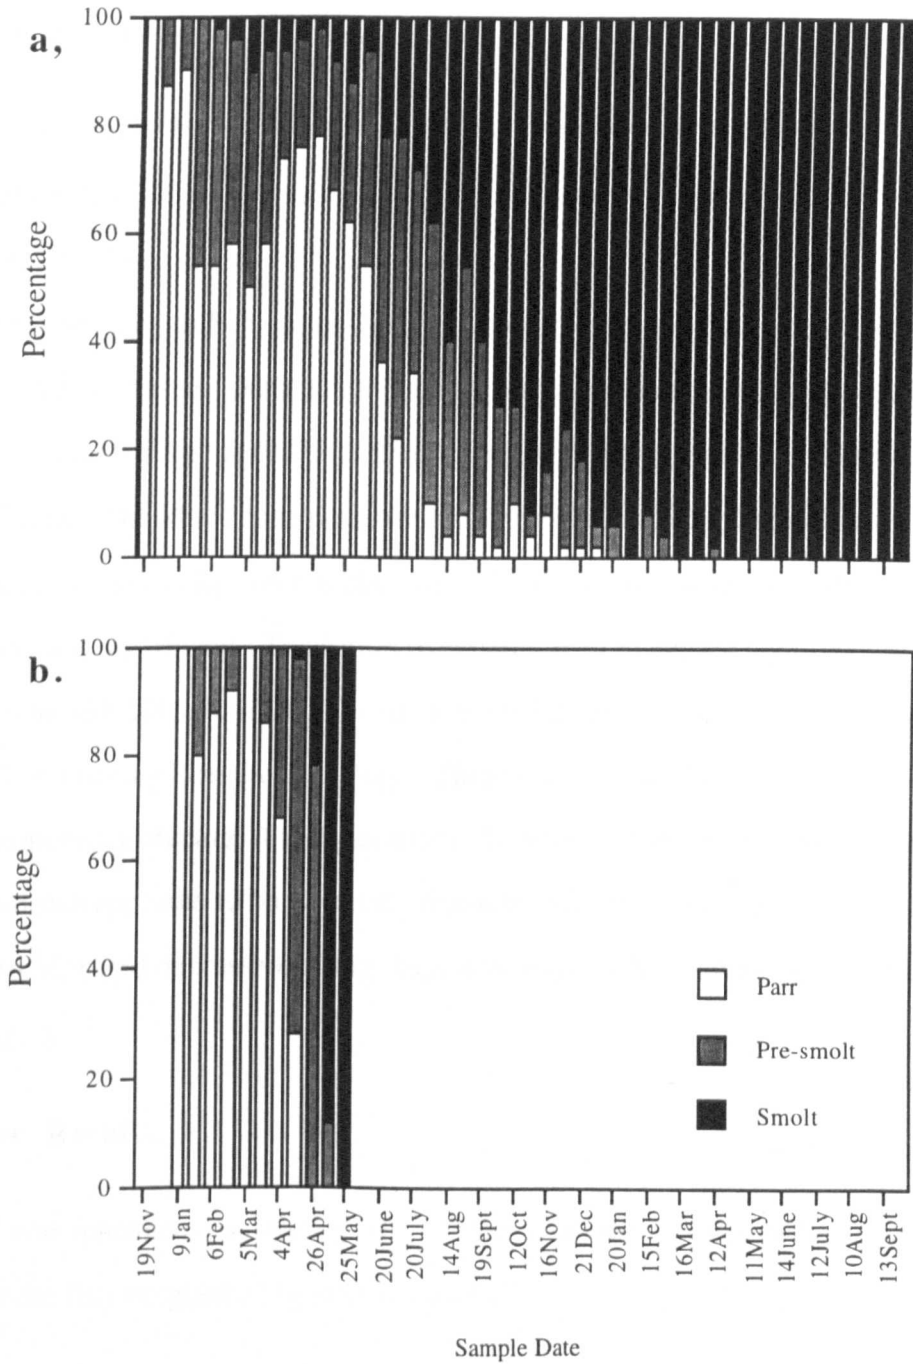 a,
100
80
60
40
20
0
Percentage
b.
100
80
60
40
20
0
Percentage
Parr
Pre-smolt
Smolt
19Nov
9Jan
6Feb
5Mar
4Apr
26Apr
25May
20June
20July
14Aug
19Sept
12Oct
16Nov
21Dec
20Jan
15Feb
16Mar
12Apr
11May
14June
12July
10Aug
13Sept
Sample Date